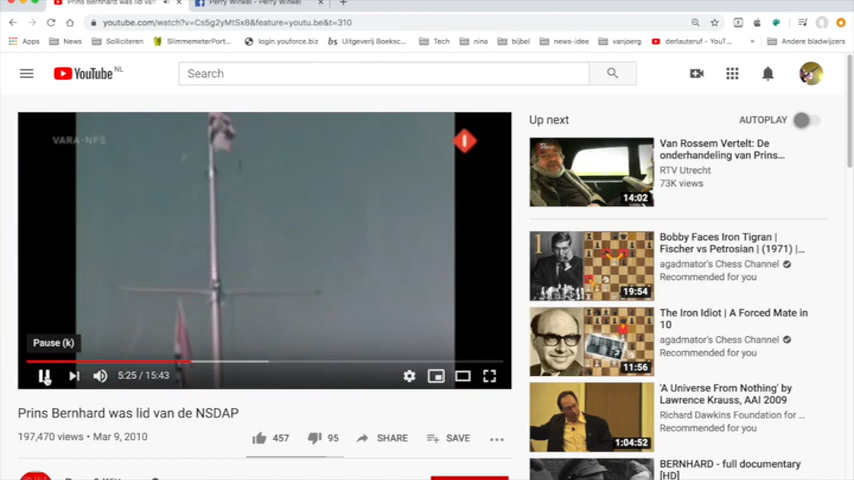 Prins Bernhard was lid van
Perry Winkel - Perry Winkel
youtube.com/watch?v=Cs5g2yMtSx8&feature=youtu.be&t=310
Apps News Solliciteren SlimmemeterPort... login.youforce.biz Uitgeverij Boeksc... Tech nina bijbel news-idee vanjoerg derlauteruf - YouT... » Andere bladwijzers
YouTube NL
Search
VARA-NPS
Pause (k)
5:25 / 15:43
Prins Bernhard was lid van de NSDAP
197,470 views • Mar 9, 2010
457 95 SHARE SAVE
Up next AUTOPLAY
14:02
Van Rossem Vertelt: De
onderhandeling van Prins...
RTV Utrecht
73K views
1
19:54
Bobby Faces Iron Tigran |
Fischer vs Petrosian | (1971) |...
agadmator's Chess Channel
Recommended for you
11:56
The Iron Idiot | A Forced Mate in
10
agadmator's Chess Channel
Recommended for you
1:04:52
'A Universe From Nothing' by
Lawrence Krauss, AAI 2009
Richard Dawkins Foundation for ...
Recommended for you
BERNHARD - full documentary
[HD]